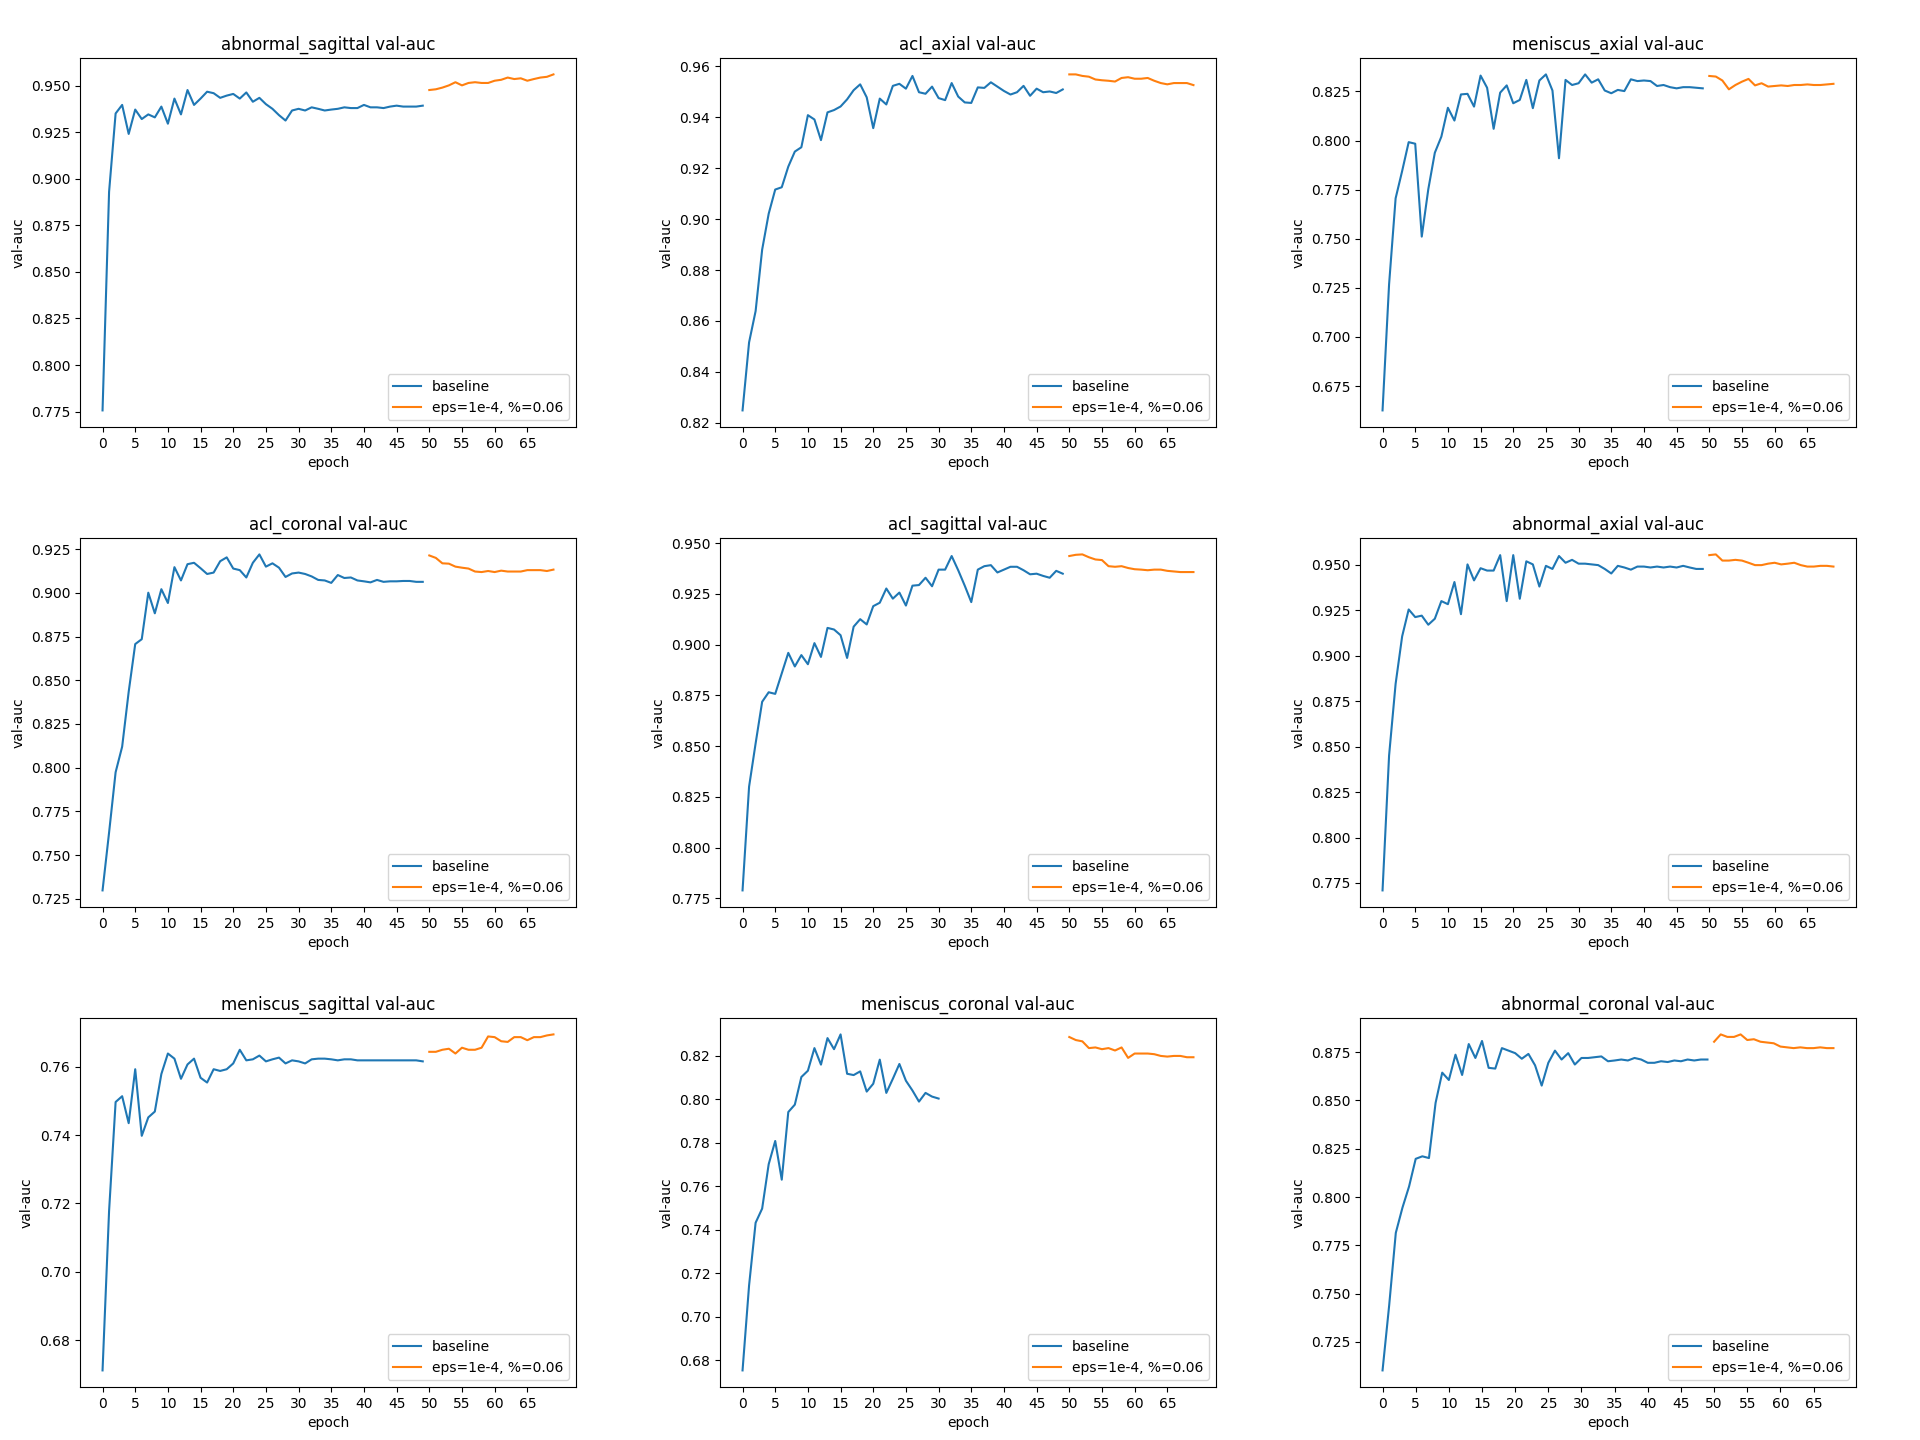 abnormal_sagittal val-auc
0.950
0.925
0.900
0.875
0.850
0.825
0.800
0.775
val-auc
0 5 10 15 20 25 30 35 40 45 50 55 60 65
epoch
baseline
eps=1e-4, %=0.06
acl_axial val-auc
0.96
0.94
0.92
0.90
0.88
0.86
0.84
0.82
val-auc
0 5 10 15 20 25 30 35 40 45 50 55 60 65
epoch
baseline
eps=1e-4, %=0.06
meniscus_axial val-auc
0.825
0.800
0.775
0.750
0.725
0.700
0.675
val-auc
0 5 10 15 20 25 30 35 40 45 50 55 60 65
epoch
baseline
eps=1e-4, %=0.06
acl_coronal val-auc
0.925
0.900
0.875
0.850
0.825
0.800
0.775
0.750
0.725
val-auc
0 5 10 15 20 25 30 35 40 45 50 55 60 65
epoch
baseline
eps=1e-4, %=0.06
acl_sagittal val-auc
0.950
0.925
0.900
0.875
0.850
0.825
0.800
0.775
val-auc
0 5 10 15 20 25 30 35 40 45 50 55 60 65
epoch
baseline
eps=1e-4, %=0.06
abnormal_axial val-auc
0.950
0.925
0.900
0.875
0.850
0.825
0.800
0.775
val-auc
0 5 10 15 20 25 30 35 40 45 50 55 60 65
epoch
baseline
eps=1e-4, %=0.06
meniscus_sagittal val-auc
0.76
0.74
0.72
0.70
0.68
val-auc
0 5 10 15 20 25 30 35 40 45 50 55 60 65
epoch
baseline
eps=1e-4, %=0.06
meniscus_coronal val-auc
0.82
0.80
0.78
0.76
0.74
0.72
0.70
0.68
val-auc
0 5 10 15 20 25 30 35 40 45 50 55 60 65
epoch
baseline
eps=1e-4, %=0.06
abnormal_coronal val-auc
0.875
0.850
0.825
0.800
0.775
0.750
0.725
val-auc
0 5 10 15 20 25 30 35 40 45 50 55 60 65
epoch
baseline
eps=1e-4, %=0.06